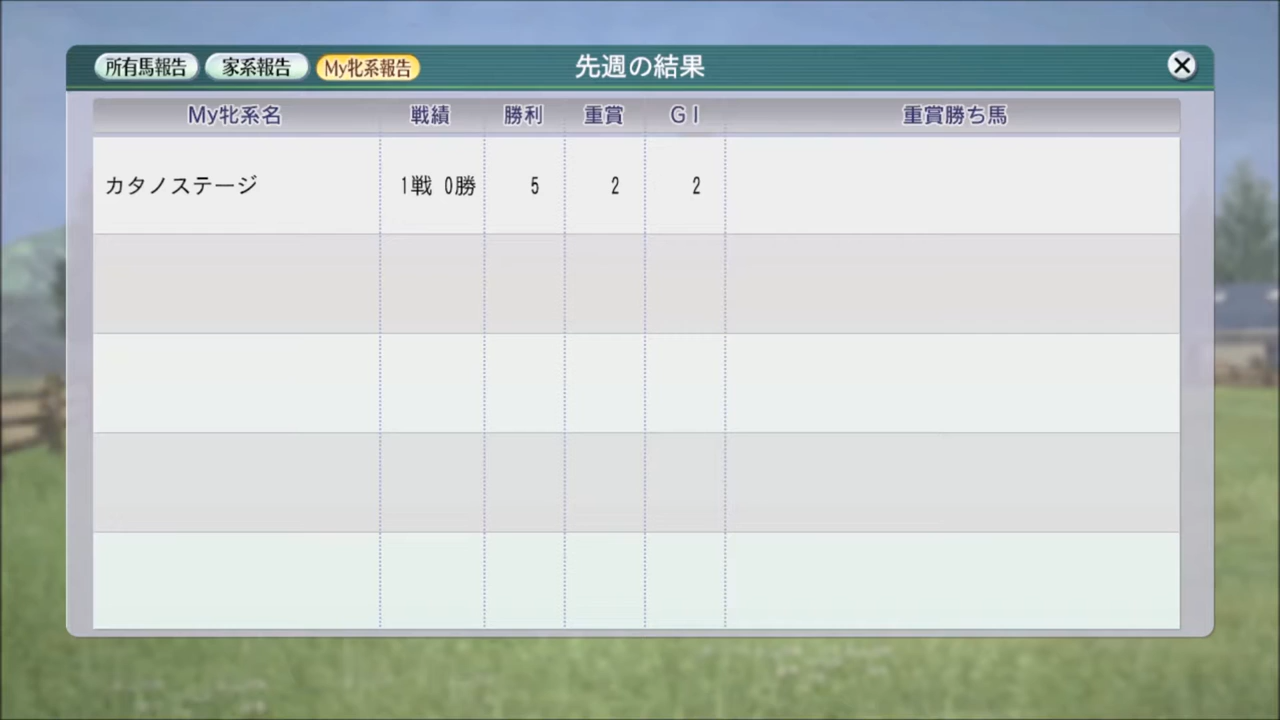 所有馬報告 家系報告 My牝系報告 先週の結果
My牝系名 戦績 勝利 重賞 GⅠ 重賞勝ち馬
カタノステージ 1戦 0勝 5 2 2